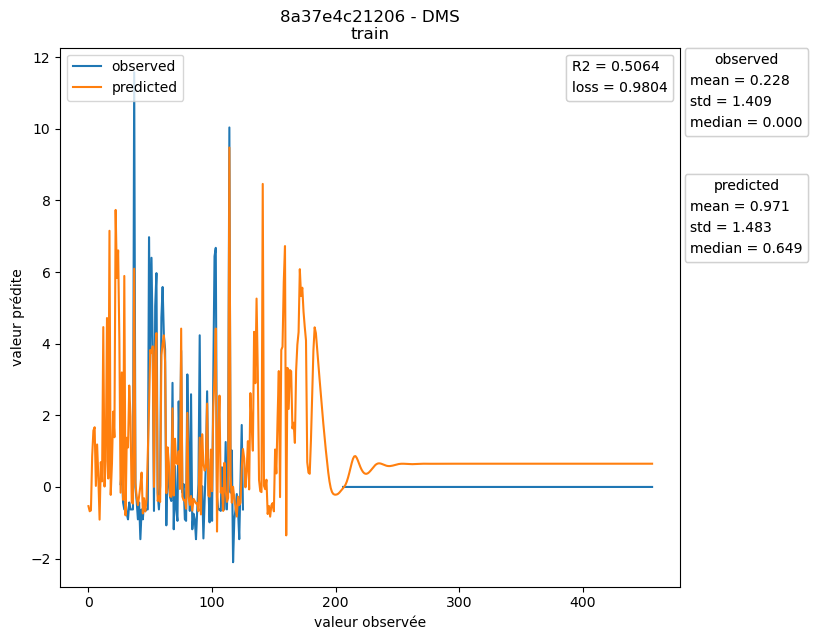 8a37e4c21206 - DMS
train
observed
predicted
R2 = 0.5064
loss = 0.9804
observed
mean = 0.228
std = 1.409
median = 0.000
predicted
mean = 0.971
std = 1.483
median = 0.649
valeur prédite
12
10
8
6
4
2
0
−2
0
100
200
300
400
valeur observée